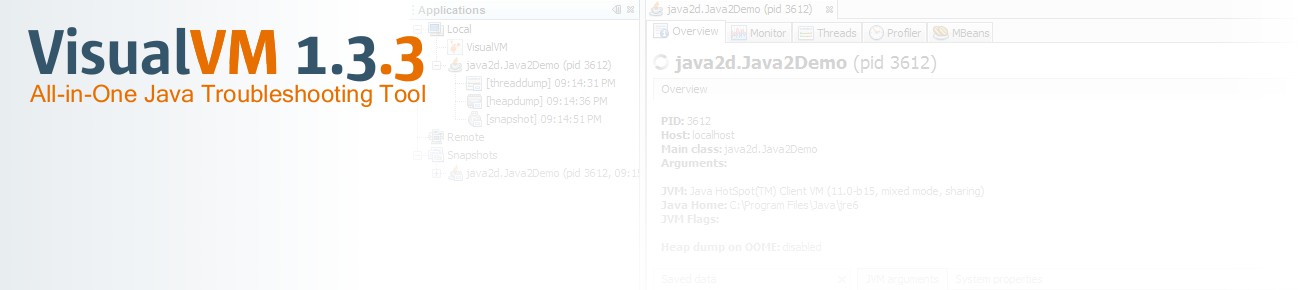 VisualVM 1.3.3
All-in-One Java Troubleshooting Tool
Applications
Local
VisualVM
java2d.Java2Demo (pid 3612)
[threaddump] 09:14:31 PM
[heapdump] 09:14:36 PM
[snapshot] 09:14:51 PM
Remote
Snapshots
java2d.Java2Demo (pid 3612, 09:1
java2d.Java2Demo (pid 3612)
Overview Monitor Threads Profiler MBeans
java2d.Java2Demo (pid 3612)
Overview
PID: 3612
Host: localhost
Main class: java2d.Java2Demo
Arguments:
JVM: Java HotSpot(TM) Client VM (11.0-b15, mixed mode, sharing)
Java Home: C:\Program Files\Java\jre6
JVM Flags:
Heap dump on OOME: disabled
Saved data JVM arguments System properties